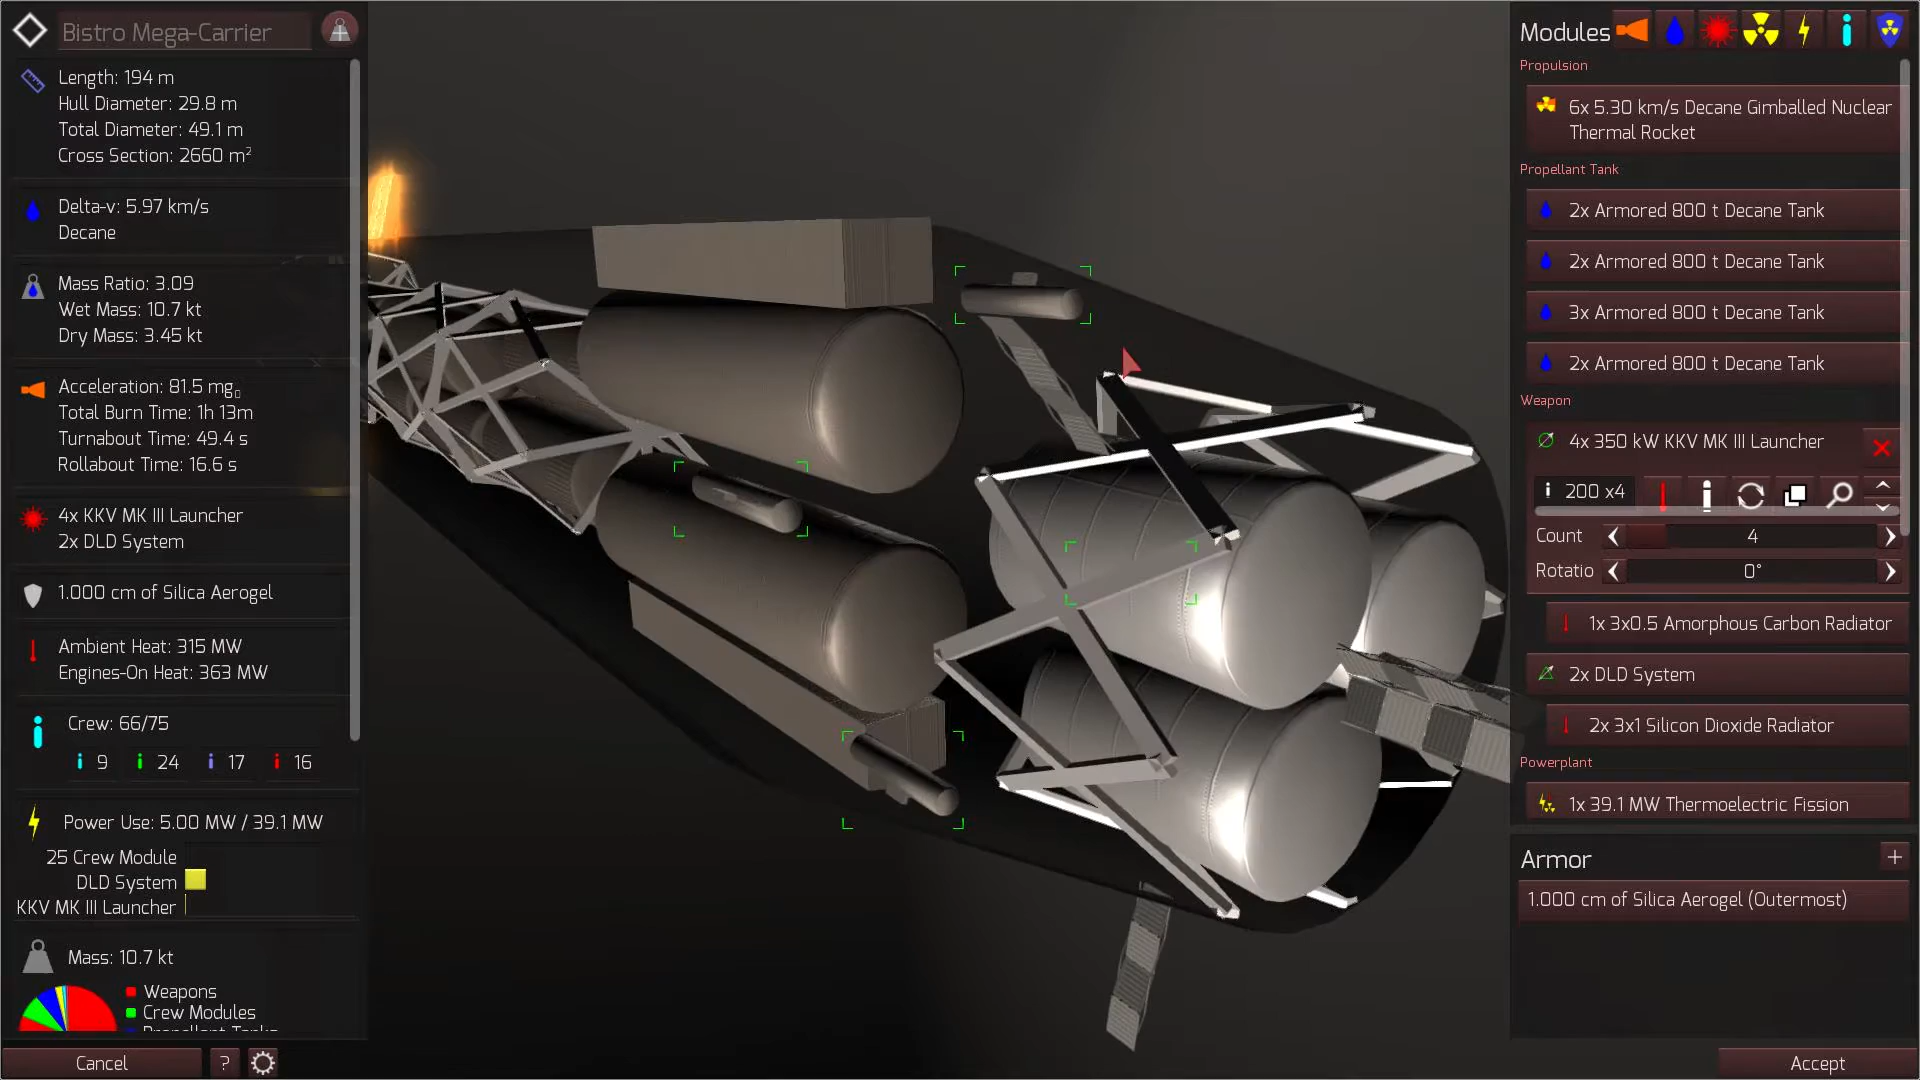 Bistro Mega-Carrier
Length: 194 m
Hull Diameter: 29.8 m
Total Diameter: 49.1 m
Cross Section: 2660 m²
Delta-v: 5.97 km/s
Decane
Mass Ratio: 3.09
Wet Mass: 10.7 kt
Dry Mass: 3.45 kt
Acceleration: 81.5 mg▯
Total Burn Time: 1h 13m
Turnabout Time: 49.4 s
Rollabout Time: 16.6 s
4x KKV MK III Launcher
2x DLD System
1.000 cm of Silica Aerogel
Ambient Heat: 315 MW
Engines-On Heat: 363 MW
Crew: 66/75
9 24 17 16
Power Use: 5.00 MW / 39.1 MW
25 Crew Module
DLD System
KKV MK III Launcher
Mass: 10.7 kt
Weapons
Crew Modules
Propellant Tanks
Cancel
?
Modules
Propulsion
6x 5.30 km/s Decane Gimballed Nuclear
Thermal Rocket
Propellant Tank
2x Armored 800 t Decane Tank
2x Armored 800 t Decane Tank
3x Armored 800 t Decane Tank
2x Armored 800 t Decane Tank
Weapon
4x 350 kW KKV MK III Launcher
200 x4
Count 4
Rotatio 0°
1x 3x0.5 Amorphous Carbon Radiator
2x DLD System
2x 3x1 Silicon Dioxide Radiator
Powerplant
1x 39.1 MW Thermoelectric Fission
Armor
1.000 cm of Silica Aerogel (Outermost)
Accept